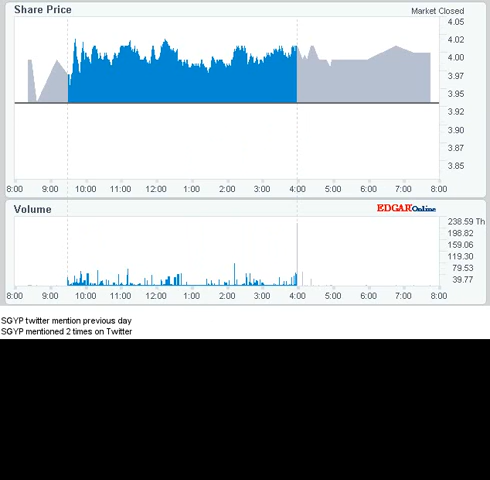 Share Price
Market Closed
4.05
4.02
4.00
3.97
3.95
3.92
3.90
3.87
3.85
8:00 9:00 10:00 11:00 12:00 1:00 2:00 3:00 4:00 5:00 6:00 7:00 8:00
Volume
EDGAR Online
238.59 Th
198.82
159.06
119.30
79.53
39.77
8:00 9:00 10:00 11:00 12:00 1:00 2:00 3:00 4:00 5:00 6:00 7:00 8:00
SGYP twitter mention previous day
SGYP mentioned 2 times on Twitter